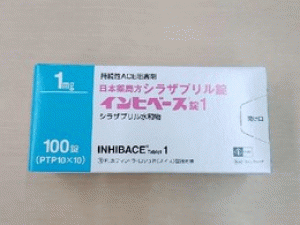 1mg
持続性ACE阻害剤
日本薬局方 シラザプリル錠
インヒベース錠1
シラザプリル水和物
100錠
(PTP10×10)
INHIBACE Tablets 1